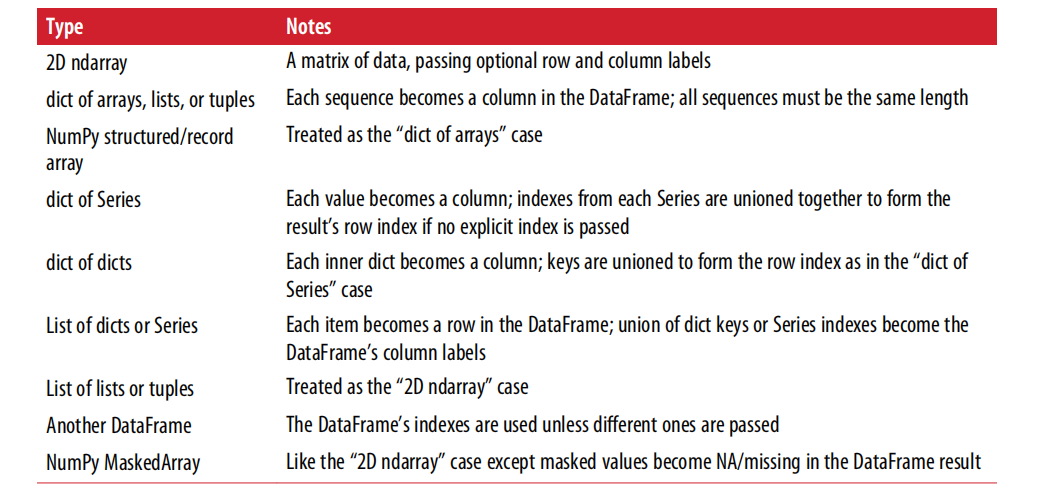 Type Notes
2D ndarray A matrix of data, passing optional row and column labels
dict of arrays, lists, or tuples Each sequence becomes a column in the DataFrame; all sequences must be the same length
NumPy structured/record Treated as the “dict of arrays” case
array
dict of Series Each value becomes a column; indexes from each Series are unioned together to form the
result’s row index if no explicit index is passed
dict of dicts Each inner dict becomes a column; keys are unioned to form the row index as in the “dict of
Series” case
List of dicts or Series Each item becomes a row in the DataFrame; union of dict keys or Series indexes become the
DataFrame’s column labels
List of lists or tuples Treated as the “2D ndarray” case
Another DataFrame The DataFrame’s indexes are used unless different ones are passed
NumPy MaskedArray Like the “2D ndarray” case except masked values become NA/missing in the DataFrame result